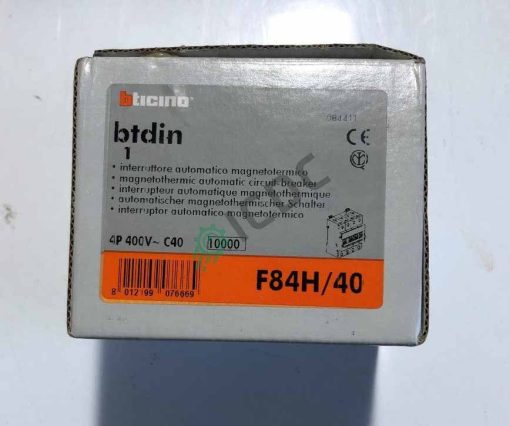 bticino
084411
btdin
CE
1
• interruttore automatico magnetotermico
• magnetothermic automatic circuit breaker
• interrupteur automatique magnétothermique
• automatischer magnetothermischer Schalter
• interruptor automatico magnetotermico
4P 400V~ C40 10000
F84H/40
8 012199 076669
ICDC